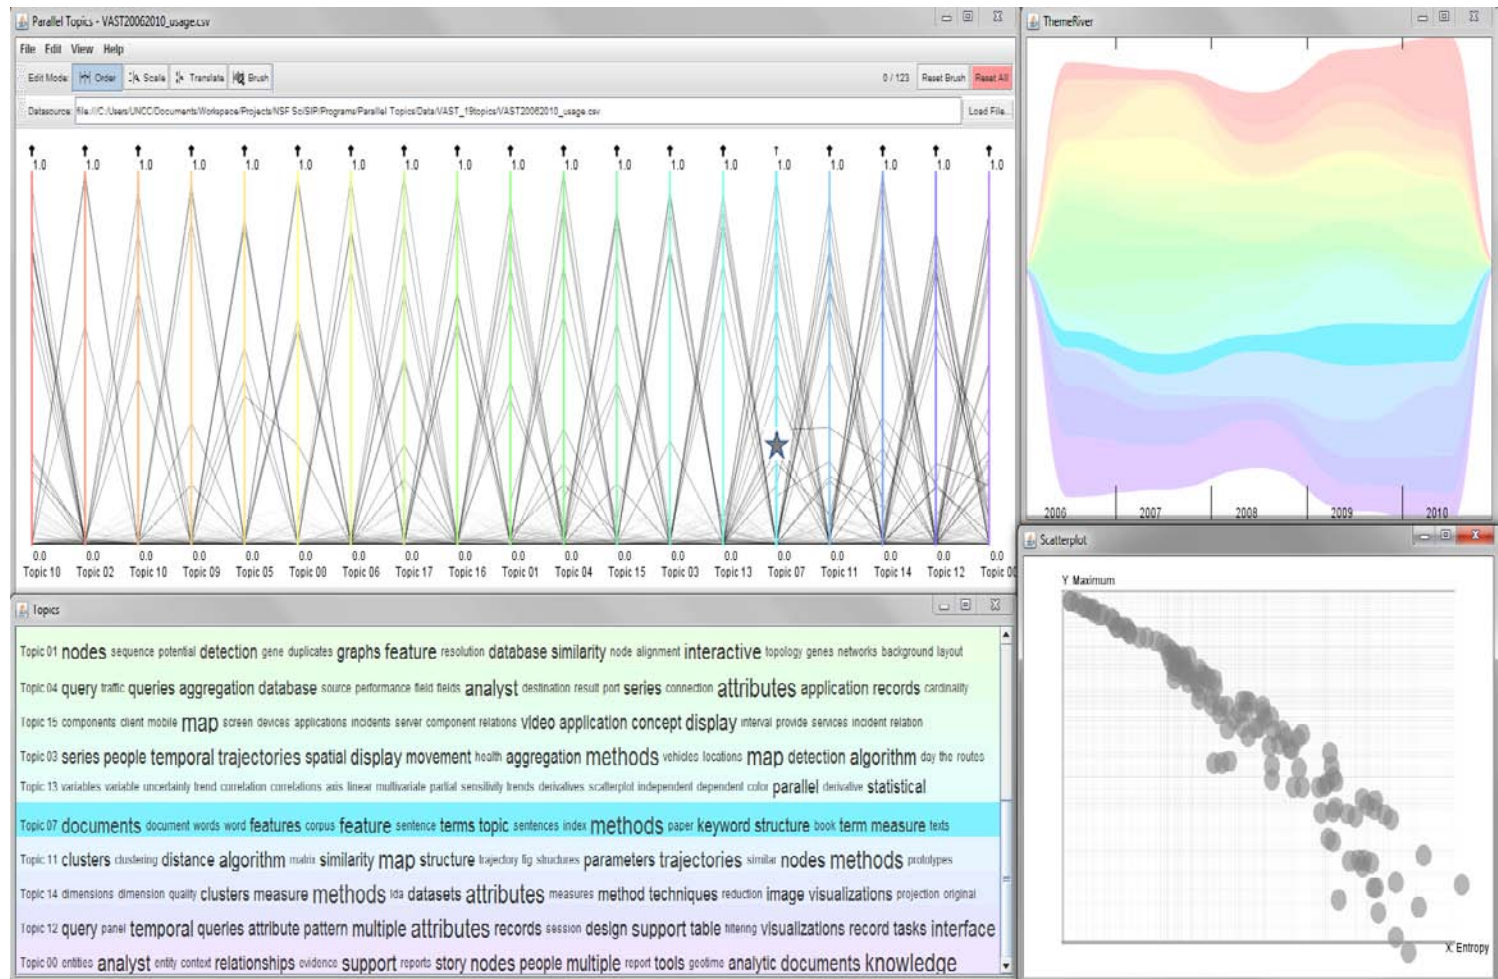 Parallel Topics - VAST20062010_usage.csv
File Edit View Help
Edit Mode: Order Scale Translate Brush 0 / 123 Reset Brush Reset All
Datasource: file:///C:/Users/UNCC/Documents/Workspace/Projects/NSF SciSIP/Programs/Parallel Topics/Data/VAST_19topics/VAST20062010_usage.csv Load File...
1.0 1.0 1.0 1.0 1.0 1.0 1.0 1.0 1.0 1.0 1.0 1.0 1.0 1.0 1.0 1.0 1.0 1.0 1.0
0.0 0.0 0.0 0.0 0.0 0.0 0.0 0.0 0.0 0.0 0.0 0.0 0.0 0.0 0.0 0.0 0.0 0.0 0.0
Topic 10 Topic 02 Topic 10 Topic 09 Topic 05 Topic 00 Topic 06 Topic 17 Topic 16 Topic 01 Topic 04 Topic 15 Topic 03 Topic 13 Topic 07 Topic 11 Topic 14 Topic 12 Topic 00
ThemeRiver
2006 2007 2008 2009 2010
Topics
Topic 01 nodes sequence potential detection gene duplicates graphs feature resolution database similarity node alignment interactive topology genes networks background layout
Topic 04 query traffic queries aggregation database source performance field fields analyst destination result port series connection attributes application records cardinality
Topic 15 components client mobile map screen devices applications incidents server component relations video application concept display interval provide services incident relation
Topic 03 series people temporal trajectories spatial display movement health aggregation methods vehicles locations map detection algorithm day the routes
Topic 13 variables variable uncertainty trend correlation correlations axis linear multivariate partial sensitivity trends derivatives scatterplot independent dependent color parallel derivative statistical
Topic 07 documents document words word features corpus feature sentence terms topic sentences index methods paper keyword structure book term measure texts
Topic 11 clusters clustering distance algorithm matrix similarity map structure trajectory fig structures parameters trajectories similar nodes methods prototypes
Topic 14 dimensions dimension quality clusters measure methods lda datasets attributes measures method techniques reduction image visualizations projection original
Topic 12 query panel temporal queries attribute pattern multiple attributes records session design support table filtering visualizations record tasks interface
Topic 00 entities analyst entity context relationships evidence support reports story nodes people multiple report tools geotime analytic documents knowledge
Scatterplot
Y Maximum
X: Entropy